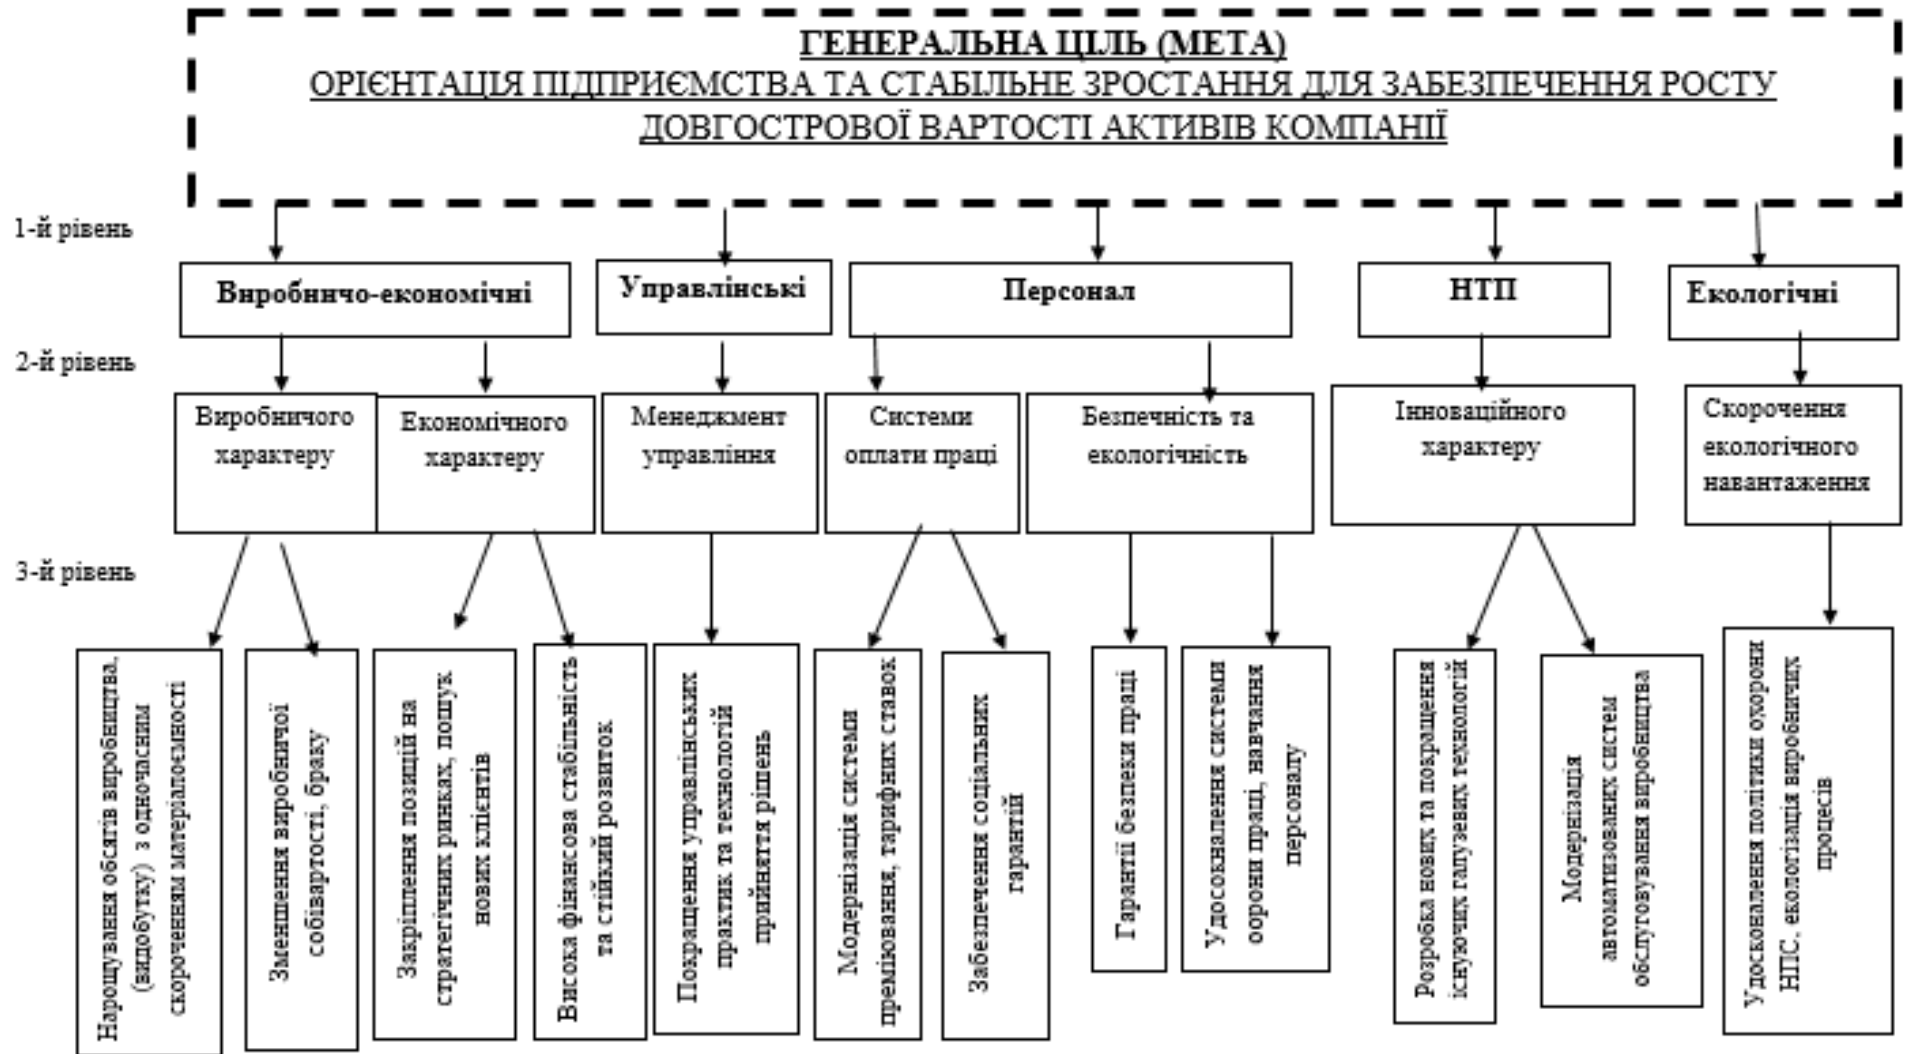 ГЕНЕРАЛЬНА ЦІЛЬ (МЕТА)
ОРІЄНТАЦІЯ ПІДПРИЄМСТВА ТА СТАБІЛЬНЕ ЗРОСТАННЯ ДЛЯ ЗАБЕЗПЕЧЕННЯ РОСТУ
ДОВГОСТРОВОЇ ВАРТОСТІ АКТИВІВ КОМПАНІЇ
1-й рівень
Виробничо-економічні
Управлінські
Персонал
НТП
Екологічні
2-й рівень
Виробничого
характеру
Економічного
характеру
Менеджмент
управління
Системи
оплати праці
Безпечність та
екологічність
Інноваційного
характеру
Скорочення
екологічного
навантаження
3-й рівень
Нарощування обсягів виробництва,
(видобутку) з одночасним
скороченням матеріалоємності
Зменшення виробничої
собівартості, браку
Закріплення позицій на
стратегічних ринках, пошук
нових клієнтів
Висока фінансова стабільність
та стійкий розвиток
Покращення управлінських
практик та технологій
прийняття рішень
Модернізація системи
преміювання, тарифних ставок
Забезпечення соціальних
гарантій
Гарантії безпеки праці
Удосокналення системи
оорони праці, навчання
персоналу
Розробка нових та покращення
існуючих галузевих технологій
Модернізація
автоматизованих систем
обслуговування виробництва
Удосконалення політики охорони
НПС, екологізація виробничих
процесів